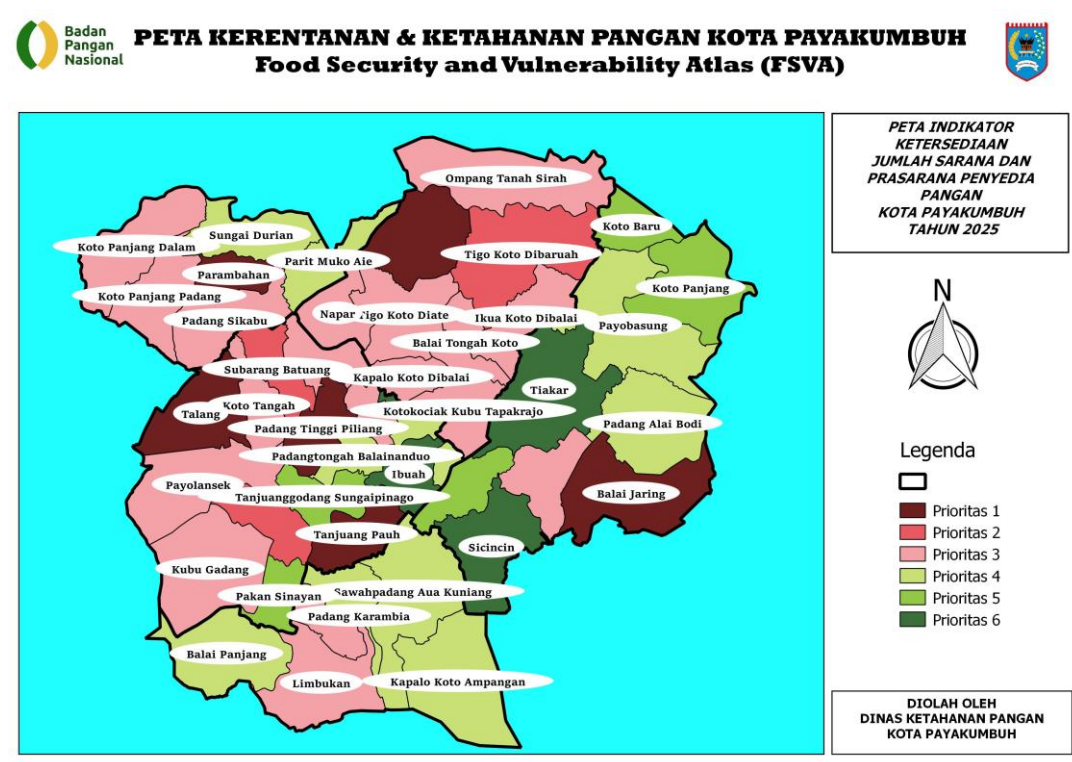 Badan
Pangan
Nasional
PETA KERENTANAN & KETAHANAN PANGAN KOTA PAYAKUMBUH
Food Security and Vulnerability Atlas (FSVA)
PETA INDIKATOR
KETERSEDIAAN
JUMLAH SARANA DAN
PRASARANA PENYEDIA
PANGAN
KOTA PAYAKUMBUH
TAHUN 2025
Ompang Tanah Sirah
Koto Baru
Sungai Durian
Koto Panjang Dalam
Tigo Koto Dibaruah
Parit Muko Aie
Parambahan
Koto Panjang
Koto Panjang Padang
Napar
Tigo Koto Diate
Ikua Koto Dibalai
Padang Sikabu
Payobasung
Balai Tongah Koto
Subarang Batuang
Kapalo Koto Dibalai
Tiakar
Koto Tangah
Talang
Kotokociak Kubu Tapakrajo
Padang Tinggi Piliang
Padang Alai Bodi
Padangtongah Balainanduo
Ibuah
Payolansek
Balai Jaring
Tanjuanggodang Sungaipinago
Tanjuang Pauh
Sicincin
Kubu Gadang
Pakan Sinayan
Sawahpadang Aua Kuniang
Padang Karambia
Balai Panjang
Limbukan
Kapalo Koto Ampangan
N
Legenda
Prioritas 1
Prioritas 2
Prioritas 3
Prioritas 4
Prioritas 5
Prioritas 6
DIOLAH OLEH
DINAS KETAHANAN PANGAN
KOTA PAYAKUMBUH